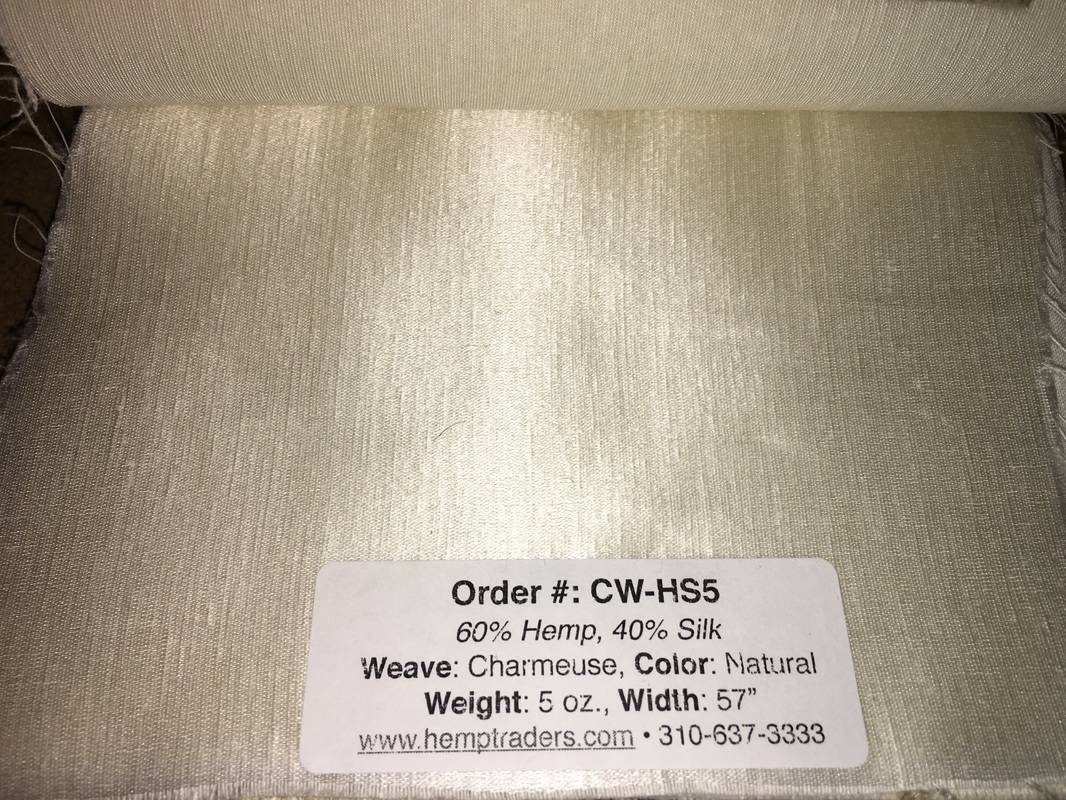 Order #: CW-HS5
60% Hemp, 40% Silk
Weave: Charmeuse, Color: Natural
Weight: 5 oz., Width: 57”
www.hemptraders.com • 310-637-3333